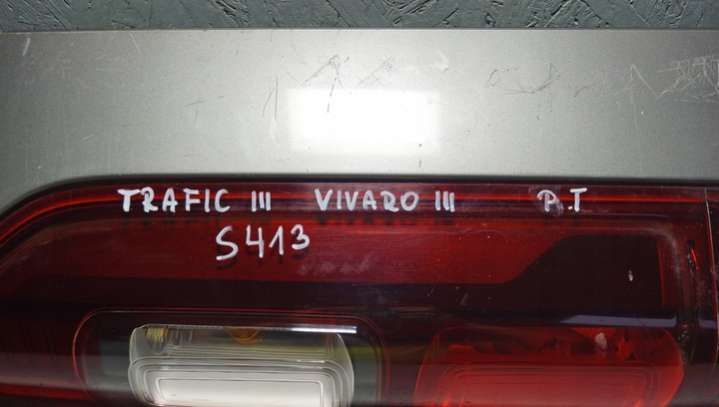 TRAFIC III VIVARO III P.T
S413